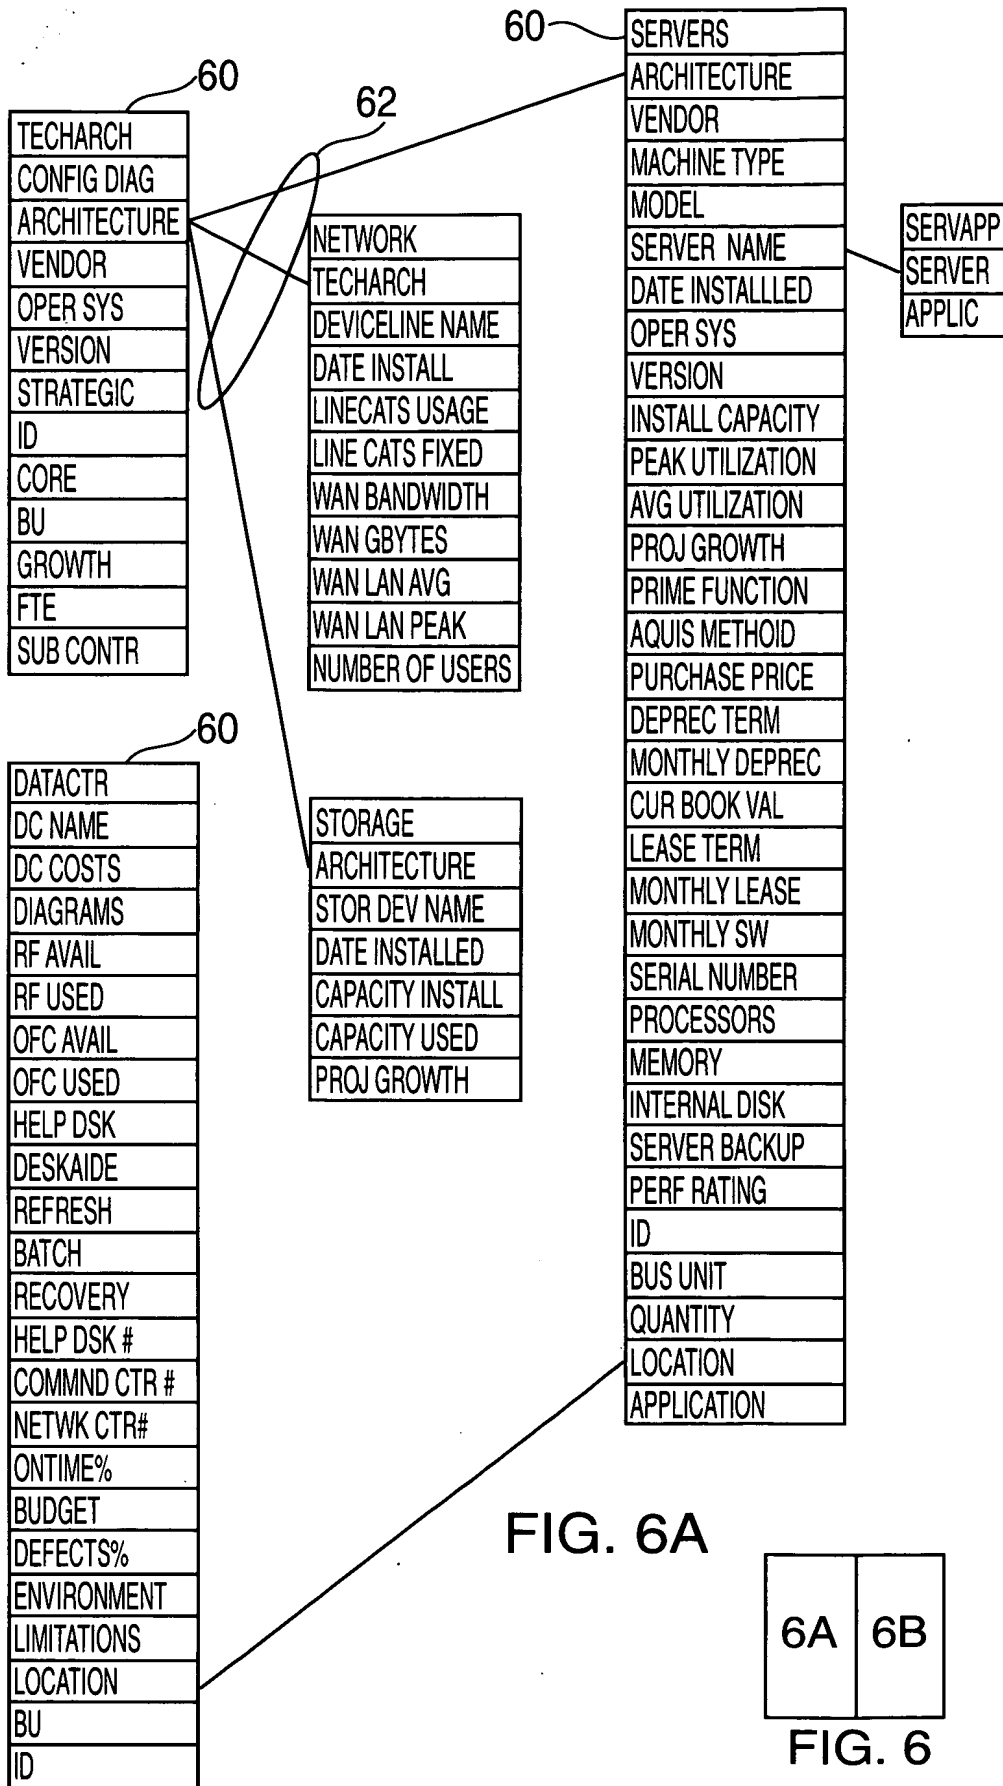 60
TECHARCH
CONFIG DIAG
ARCHITECTURE
VENDOR
OPER SYS
VERSION
STRATEGIC
ID
CORE
BU
GROWTH
FTE
SUB CONTR
62
NETWORK
TECHARCH
DEVICELINE NAME
DATE INSTALL
LINECATS USAGE
LINE CATS FIXED
WAN BANDWIDTH
WAN GBYTES
WAN LAN AVG
WAN LAN PEAK
NUMBER OF USERS
60
SERVERS
ARCHITECTURE
VENDOR
MACHINE TYPE
MODEL
SERVER NAME
DATE INSTALLLED
OPER SYS
VERSION
INSTALL CAPACITY
PEAK UTILIZATION
AVG UTILIZATION
PROJ GROWTH
PRIME FUNCTION
AQUIS METHOID
PURCHASE PRICE
DEPREC TERM
MONTHLY DEPREC
CUR BOOK VAL
LEASE TERM
MONTHLY LEASE
MONTHLY SW
SERIAL NUMBER
PROCESSORS
MEMORY
INTERNAL DISK
SERVER BACKUP
PERF RATING
ID
BUS UNIT
QUANTITY
LOCATION
APPLICATION
SERVAPP
SERVER
APPLIC
60
DATACTR
DC NAME
DC COSTS
DIAGRAMS
RF AVAIL
RF USED
OFC AVAIL
OFC USED
HELP DSK
DESKAIDE
REFRESH
BATCH
RECOVERY
HELP DSK #
COMMND CTR #
NETWK CTR#
ONTIME%
BUDGET
DEFECTS%
ENVIRONMENT
LIMITATIONS
LOCATION
BU
ID
STORAGE
ARCHITECTURE
STOR DEV NAME
DATE INSTALLED
CAPACITY INSTALL
CAPACITY USED
PROJ GROWTH
FIG. 6A
6A 6B
FIG. 6